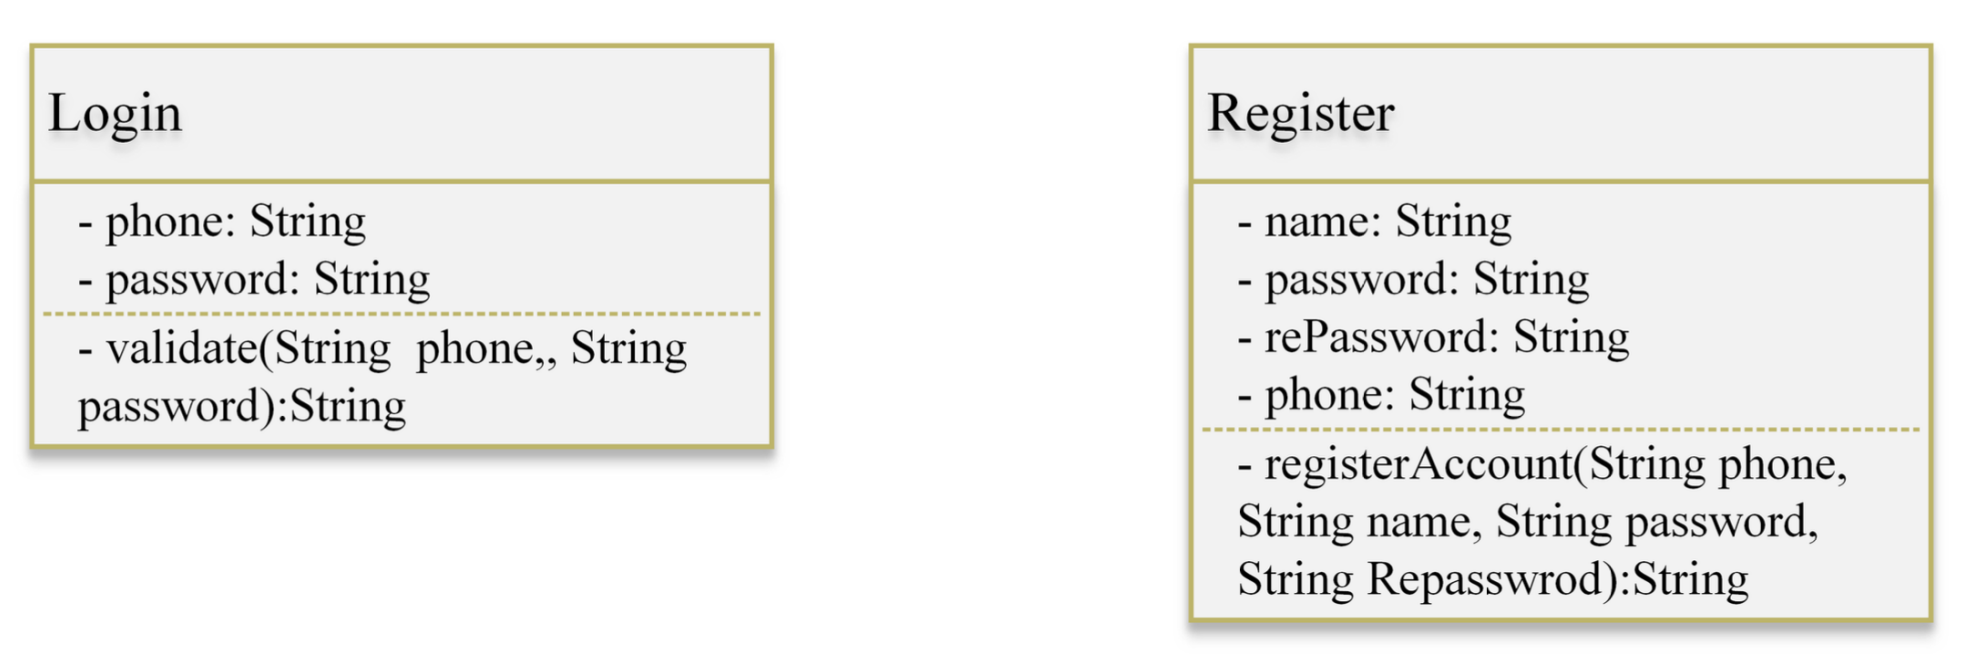 Login
- phone: String
- password: String
- validate(String  phone,, String
password):String
Register
- name: String
- password: String
- rePassword: String
- phone: String
- registerAccount(String phone,
String name, String password,
String Repasswrod):String